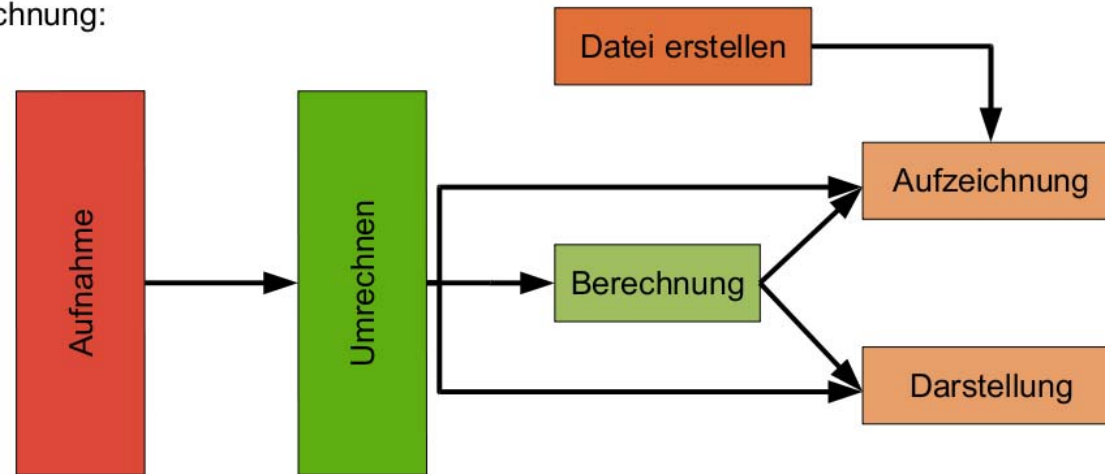 chnung:
Datei erstellen
Aufnahme
Umrechnen
Aufzeichnung
Berechnung
Darstellung